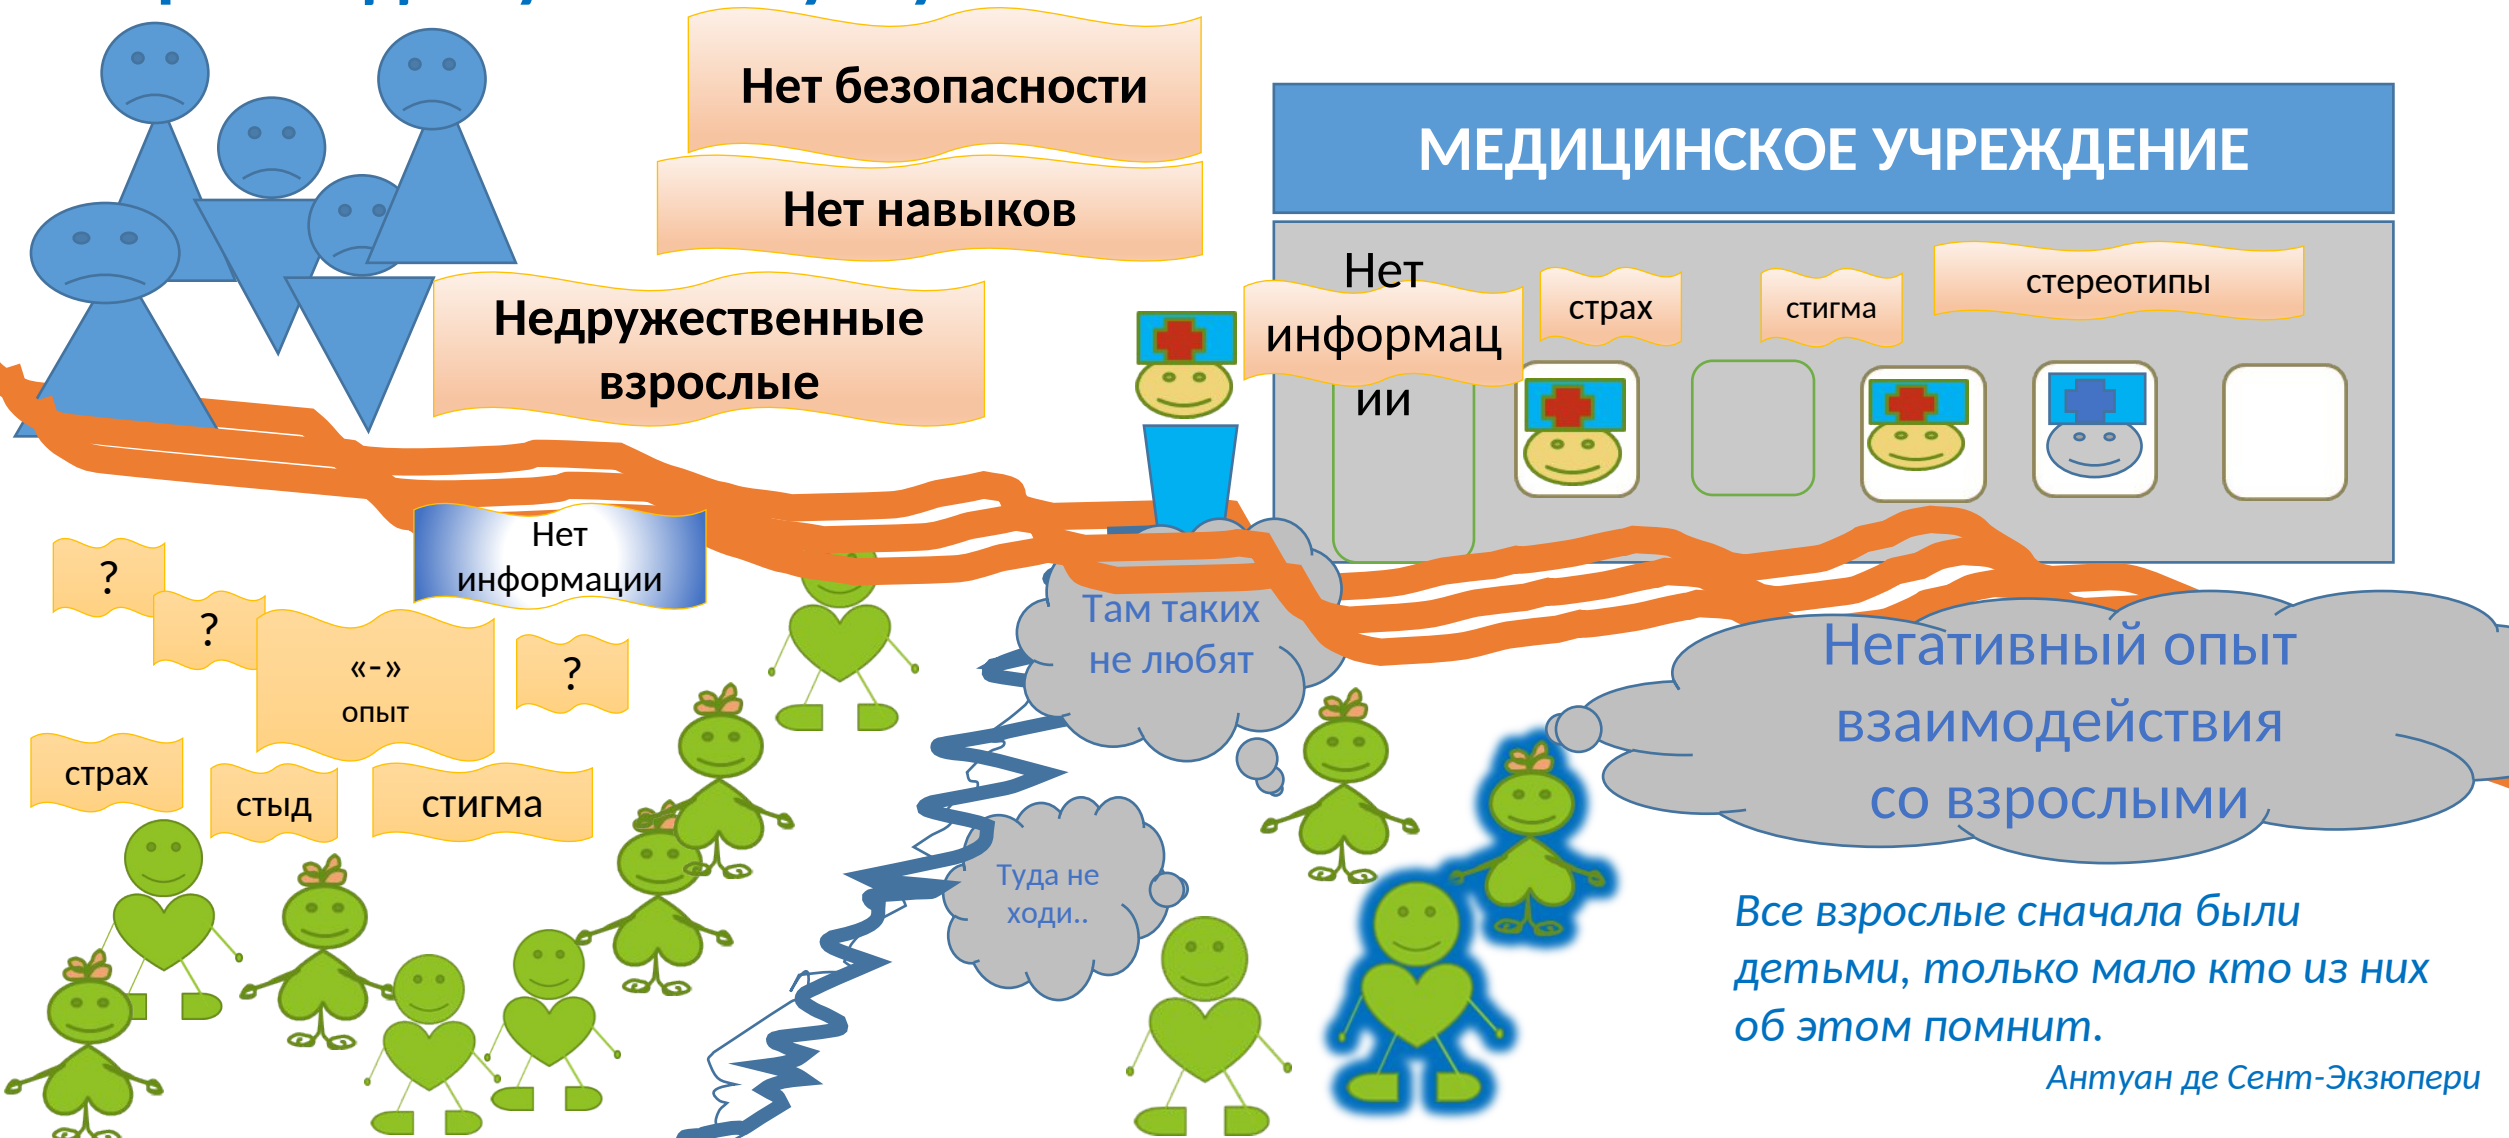 Нет безопасности
МЕДИЦИНСКОЕ УЧРЕЖДЕНИЕ
Нет навыков
Недружественные
взрослые
Нет
информац
ии
страх
стигма
стереотипы
Нет
информации
?
?
«-»
опыт
?
страх
стыд
стигма
Там таких
не любят
Туда не
ходи..
Негативный опыт
взаимодействия
со взрослыми
Все взрослые сначала были
детьми, только мало кто из них
об этом помнит.
Антуан де Сент-Экзюпери